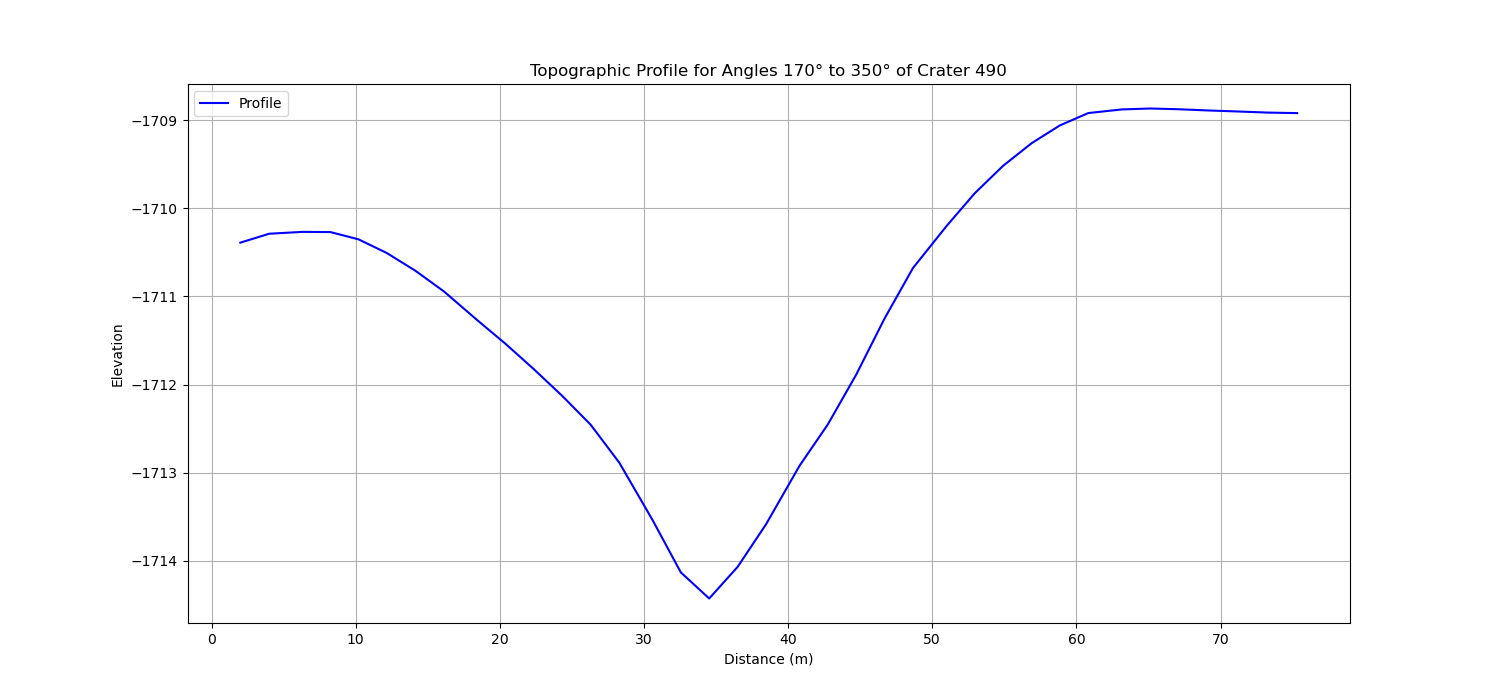 Topographic Profile for Angles 170° to 350° of Crater 490
Profile
−1709
−1710
−1711
−1712
−1713
−1714
Elevation
0 10 20 30 40 50 60 70
Distance (m)